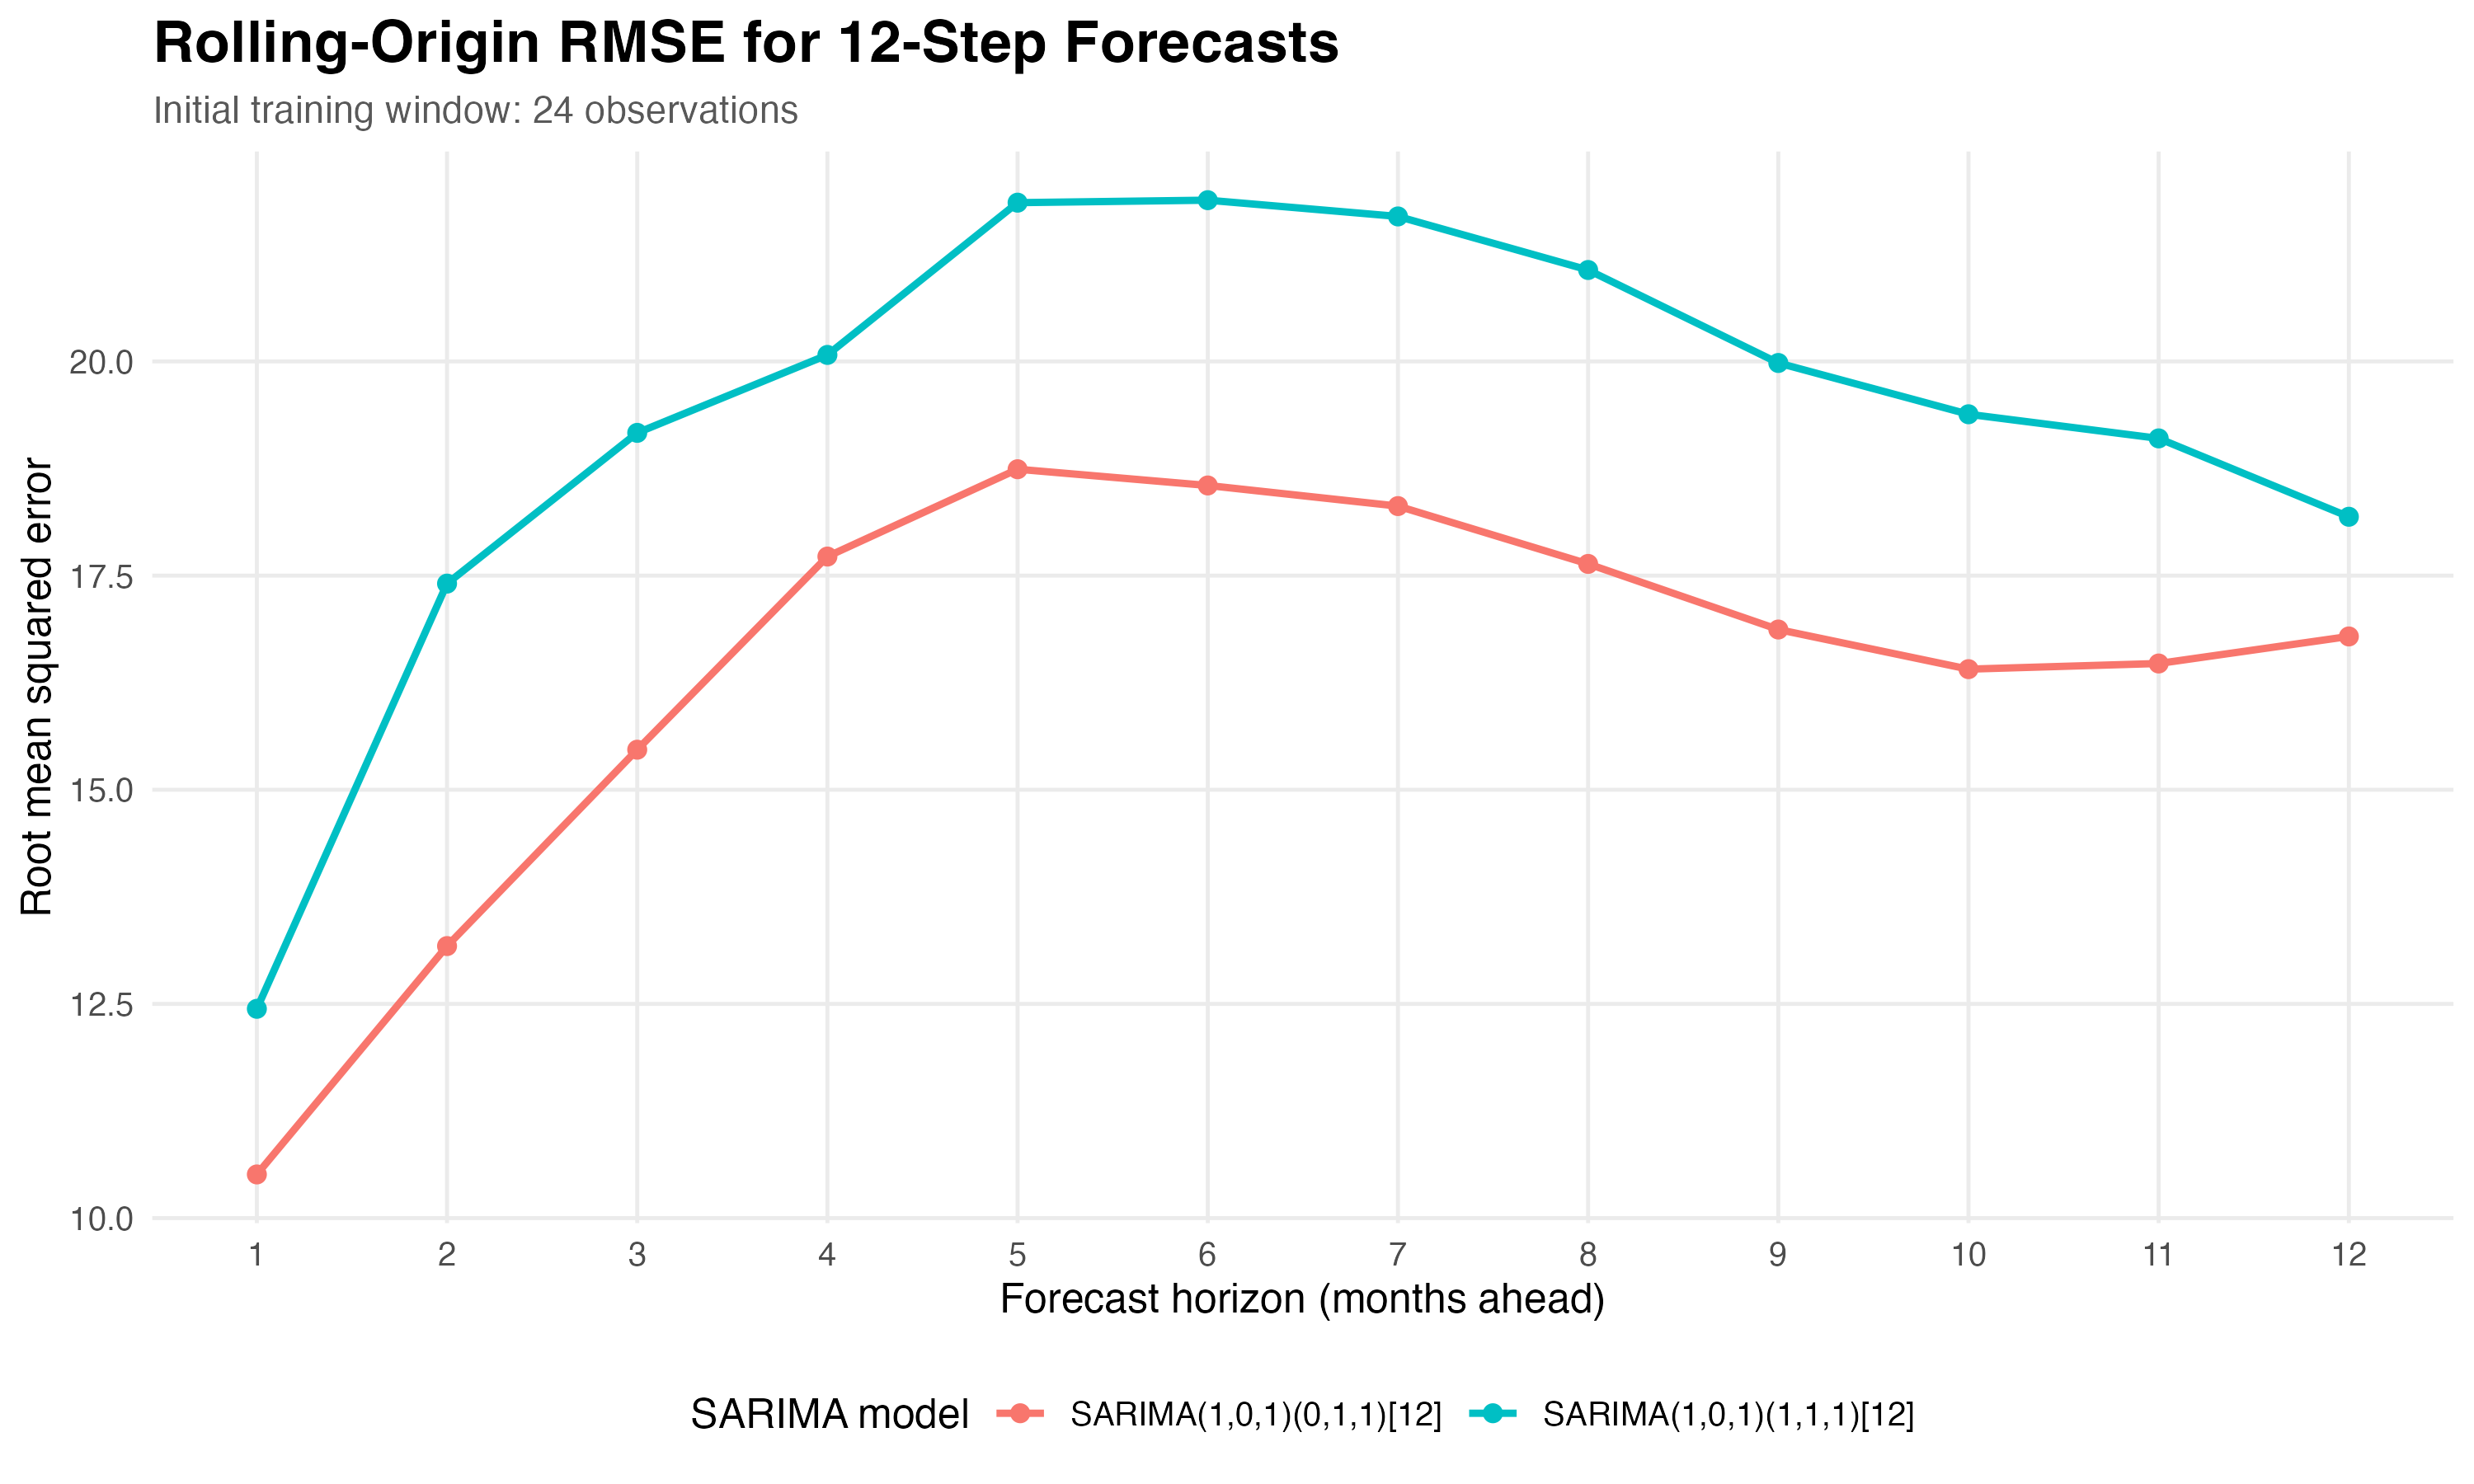 Rolling-Origin RMSE for 12-Step Forecasts
Initial training window: 24 observations
Root mean squared error
20.0
17.5
15.0
12.5
10.0
1 2 3 4 5 6 7 8 9 10 11 12
Forecast horizon (months ahead)
SARIMA model SARIMA(1,0,1)(0,1,1)[12] SARIMA(1,0,1)(1,1,1)[12]